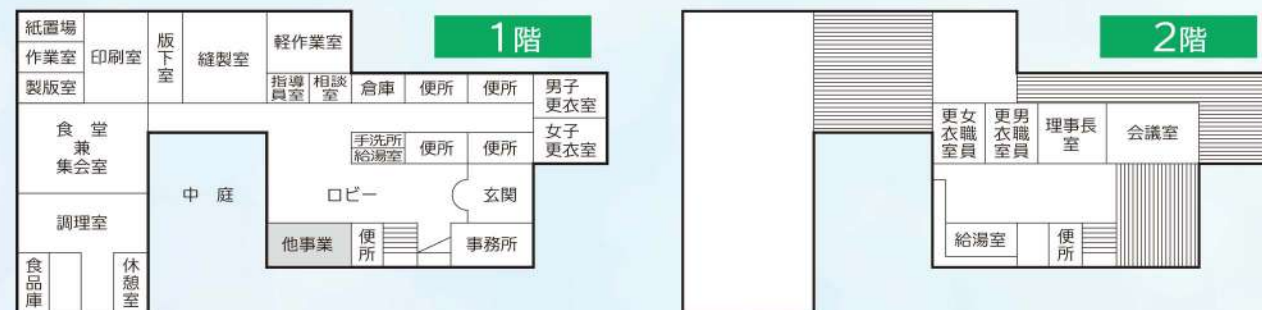 1階
紙置場
作業室
製版室
印刷室
版下室
縫製室
軽作業室
指導員室
相談室
倉庫
便所
便所
男子更衣室
女子更衣室
食堂兼集会室
手洗所
給湯室
便所
便所
中庭
ロビー
玄関
調理室
他事業
便所
事務所
食品庫
休憩室
2階
女職員更衣室
男職員更衣室
理事長室
会議室
給湯室
便所